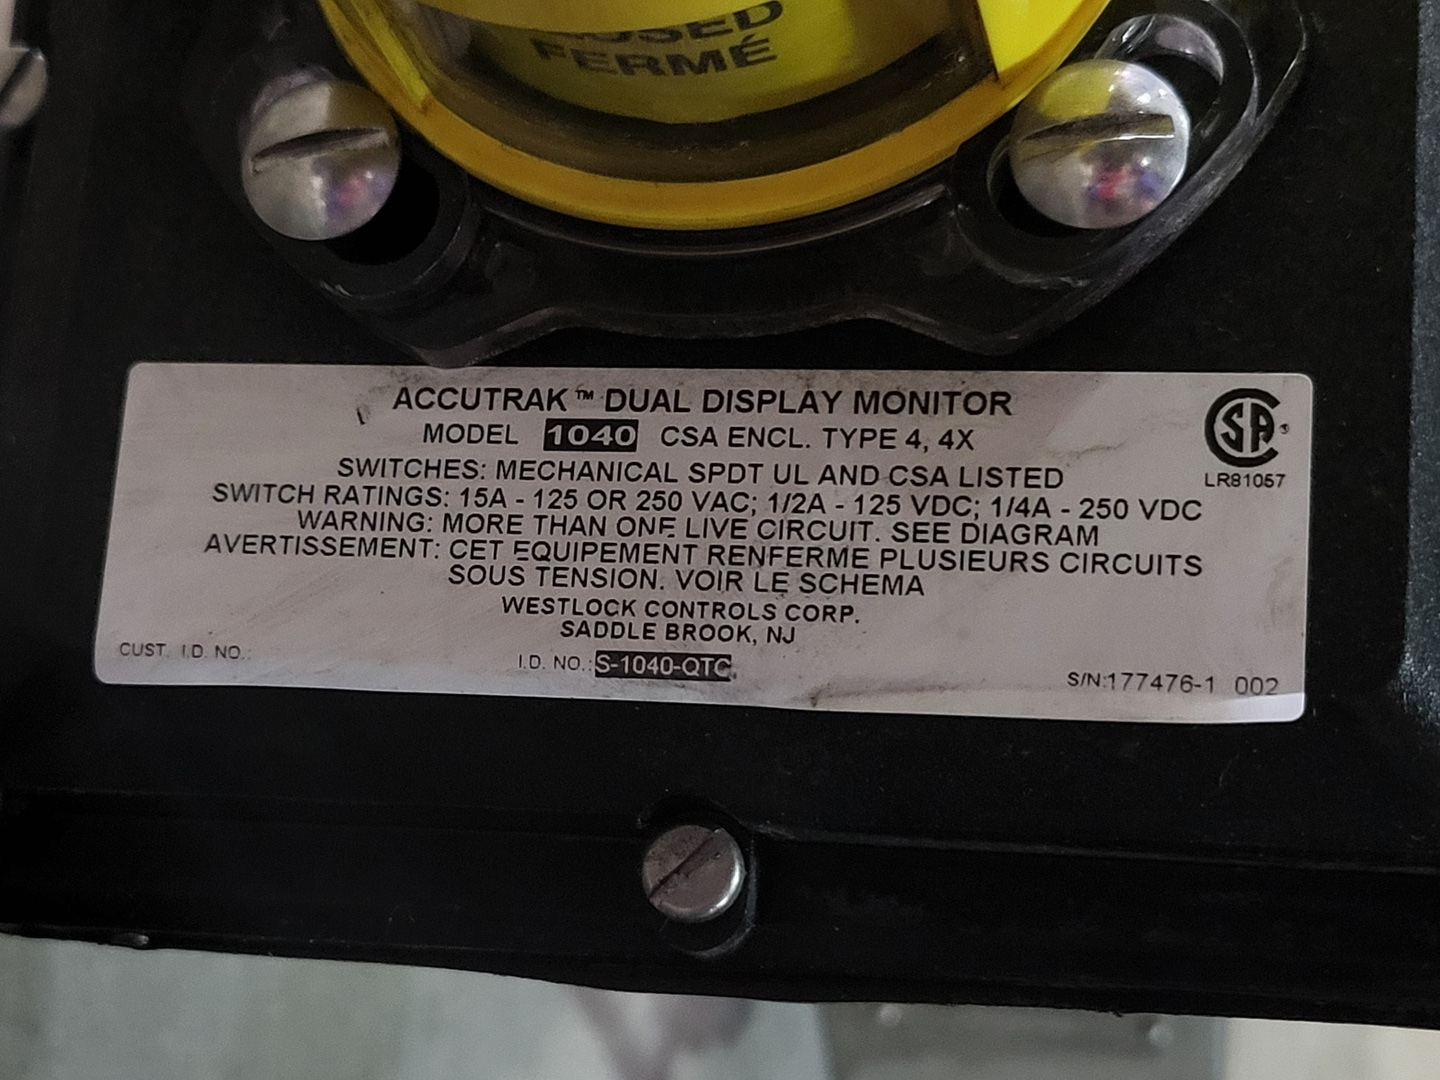 FERMÉ
ACCUTRAK™ DUAL DISPLAY MONITOR
MODEL 1040 CSA ENCL. TYPE 4, 4X
SWITCHES: MECHANICAL SPDT UL AND CSA LISTED
SWITCH RATINGS: 15A - 125 OR 250 VAC; 1/2A - 125 VDC; 1/4A - 250 VDC
WARNING: MORE THAN ONE LIVE CIRCUIT. SEE DIAGRAM
AVERTISSEMENT: CET EQUIPEMENT RENFERME PLUSIEURS CIRCUITS
SOUS TENSION. VOIR LE SCHEMA
WESTLOCK CONTROLS CORP.
SADDLE BROOK, NJ
CUST. I.D. NO.: I.D. NO.: S-1040-QTC S/N:177476-1 002
SA
LR81057